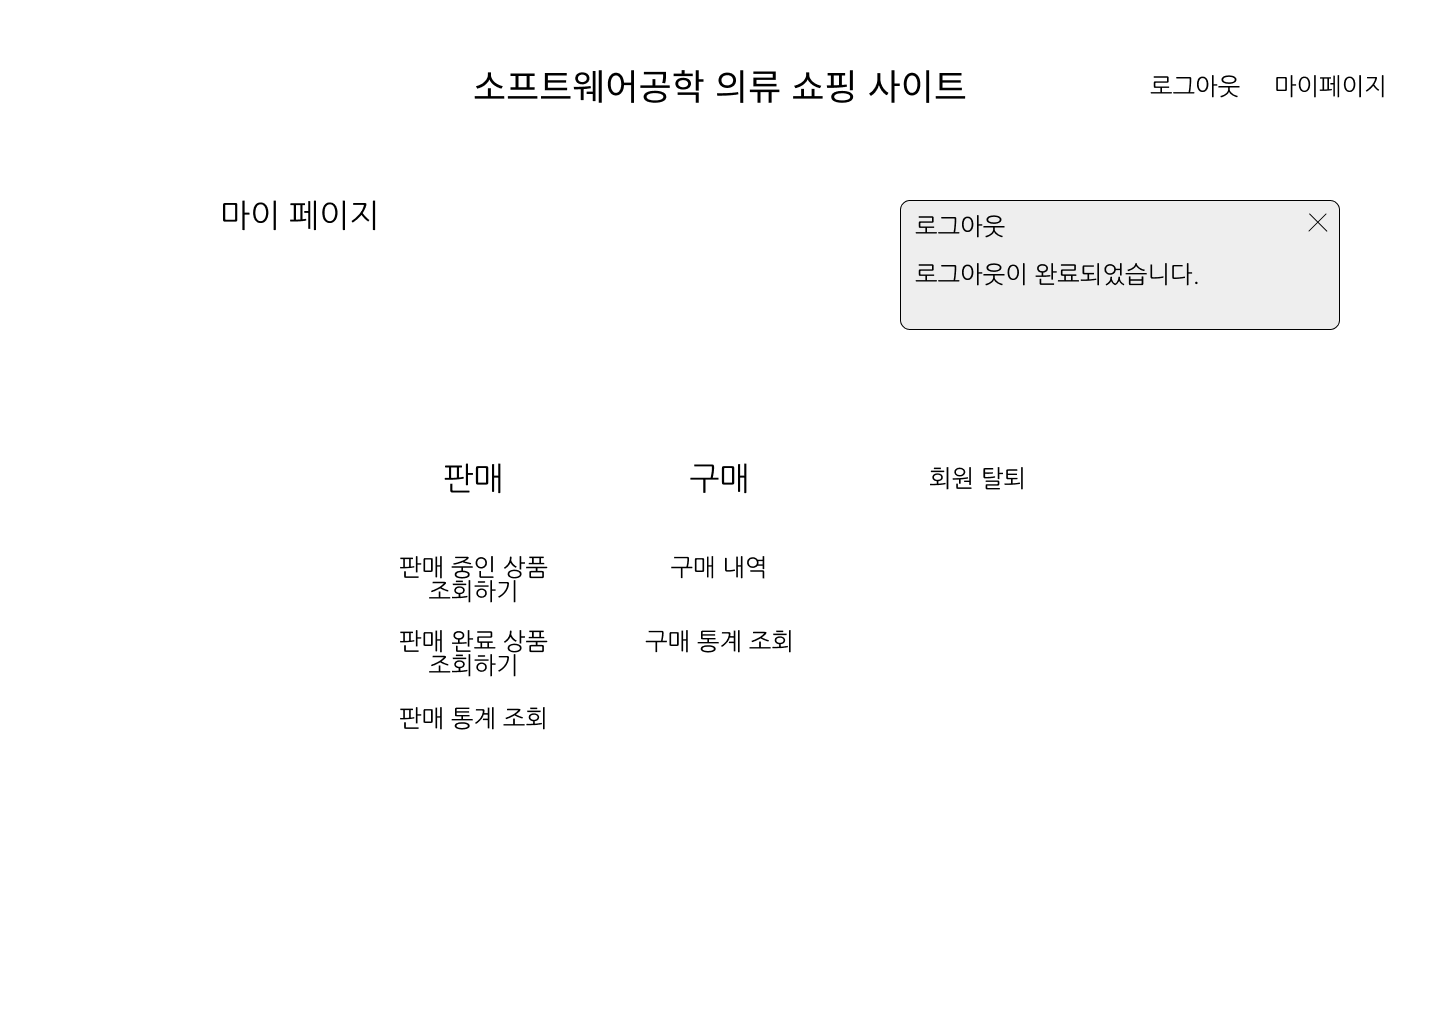 소프트웨어공학 의류 쇼핑 사이트
로그아웃
마이페이지
마이 페이지
로그아웃
로그아웃이 완료되었습니다.
판매
구매
회원 탈퇴
판매 중인 상품
조회하기
구매 내역
판매 완료 상품
조회하기
구매 통계 조회
판매 통계 조회